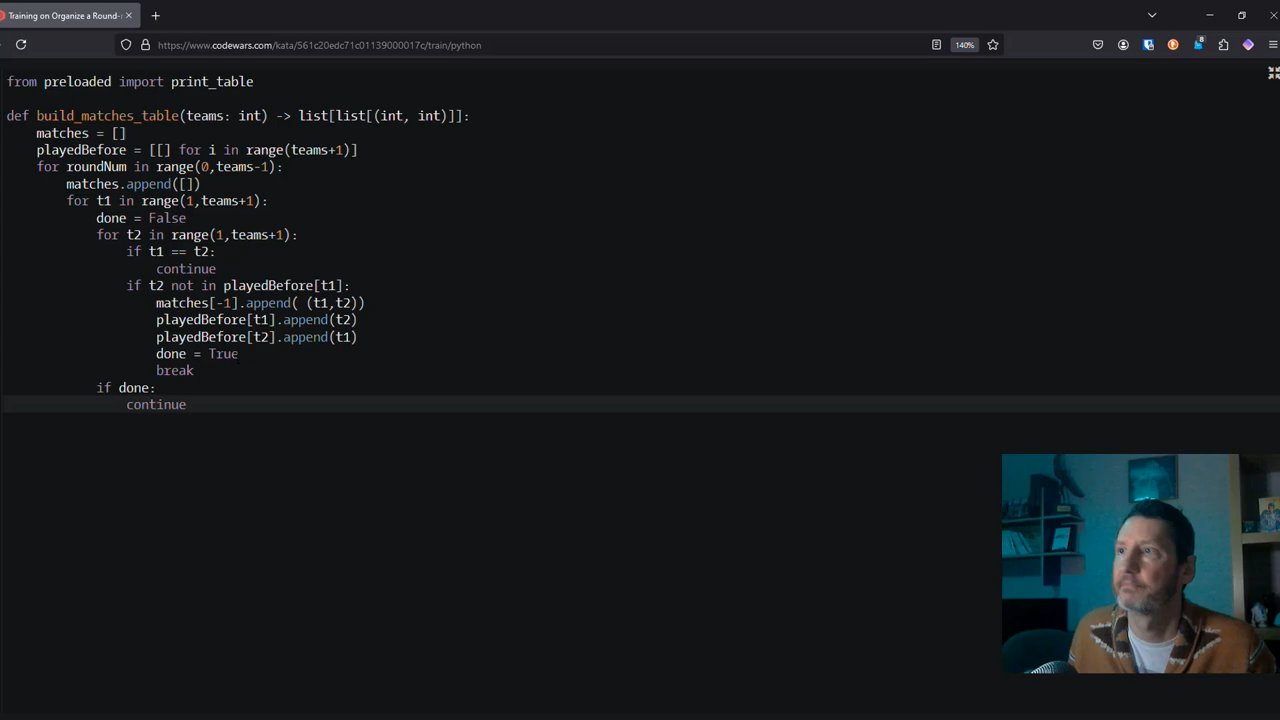 Training on Organize a Round-
https://www.codewars.com/kata/561c20edc71c01139000017c/train/python
140%
8
from preloaded import print_table
def build_matches_table(teams: int) -> list[list[(int, int)]]:
    matches = []
    playedBefore = [[] for i in range(teams+1)]
    for roundNum in range(0,teams-1):
        matches.append([])
        for t1 in range(1,teams+1):
            done = False
            for t2 in range(1,teams+1):
                if t1 == t2:
                    continue
                if t2 not in playedBefore[t1]:
                    matches[-1].append( (t1,t2))
                    playedBefore[t1].append(t2)
                    playedBefore[t2].append(t1)
                    done = True
                    break
            if done:
                continue